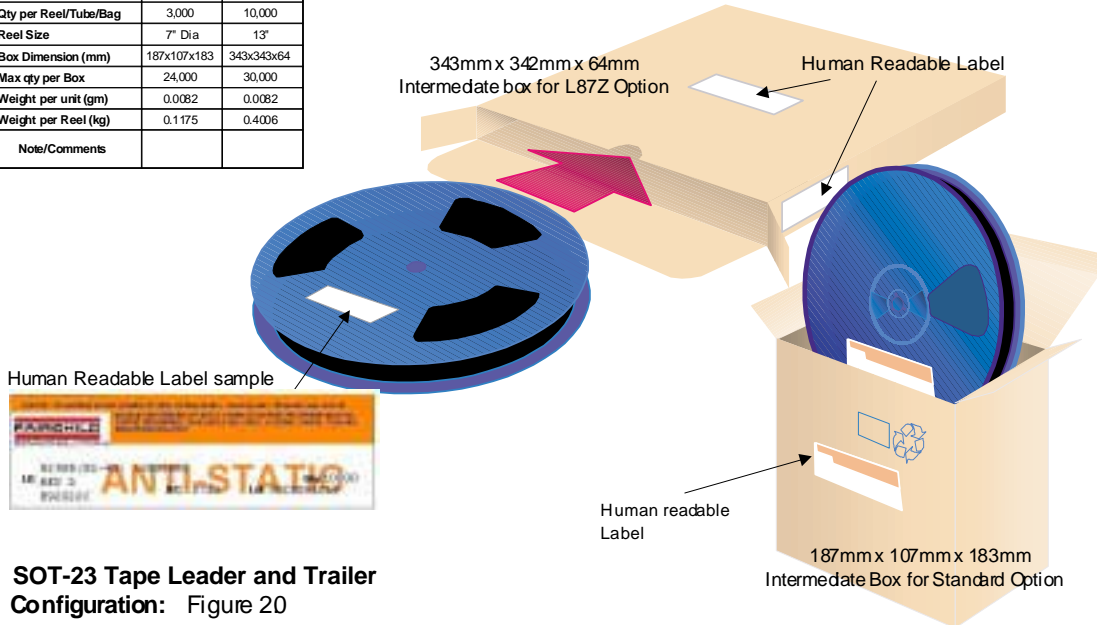 Qty per Reel/Tube/Bag 3,000 10,000
Reel Size 7" Dia 13"
Box Dimension (mm) 187x107x183 343x343x64
Max qty per Box 24,000 30,000
Weight per unit (gm) 0.0082 0.0082
Weight per Reel (kg) 0.1175 0.4006
Note/Comments
343mm x 342mm x 64mm
Intermediate box for L87Z Option
Human Readable Label
Human Readable Label sample
FAIRCHILD
ANTI-STATIC
Human readable
Label
187mm x 107mm x 183mm
Intermediate Box for Standard Option
SOT-23 Tape Leader and Trailer
Configuration: Figure 20